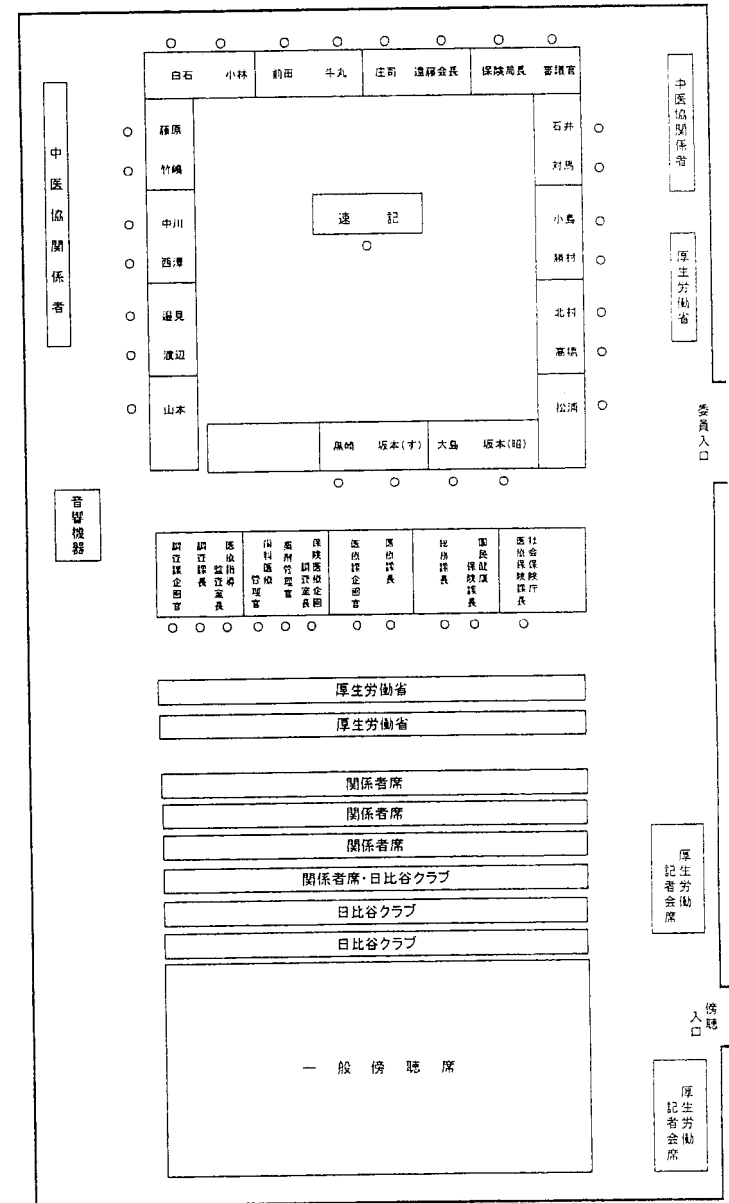 白石 小林 前田 牛丸 庄司 遠藤会長 保険局長 審議官
中医協関係者
藤原
竹嶋
中川
西澤
邉見
渡辺
山本
速記
石井
対馬
小島
勝村
北村
高橋
松浦
中医協関係者
厚生労働省
委員入口
黒崎 坂本(す) 大島 坂本(昭)
音響機器
調査課企画官
調査課長
医療指導監査室長
歯科医療管理官
薬剤管理官
保険医療企画調査室長
医療課企画官
医療課長
総務課長
国民健康保険課長
社会保険庁医療保険課長
厚生労働省
厚生労働省
関係者席
関係者席
関係者席
関係者席・日比谷クラブ
日比谷クラブ
日比谷クラブ
厚生労働記者会席
一般傍聴席
傍聴入口
厚生労働記者会席